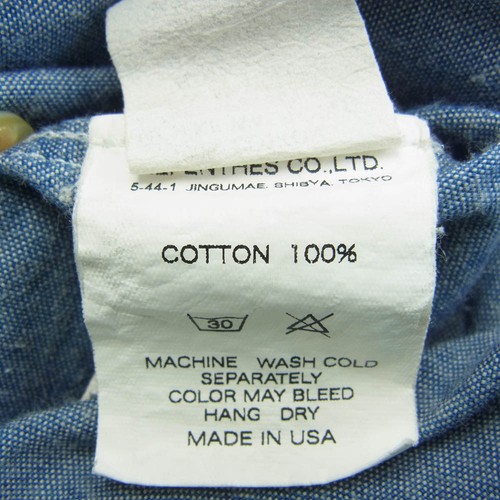 CO.,LTD.
5-44-1 JINGUMAE. SHIBYA. TOKYO
COTTON 100%
30
MACHINE WASH COLD
SEPARATELY
COLOR MAY BLEED
HANG DRY
MADE IN USA